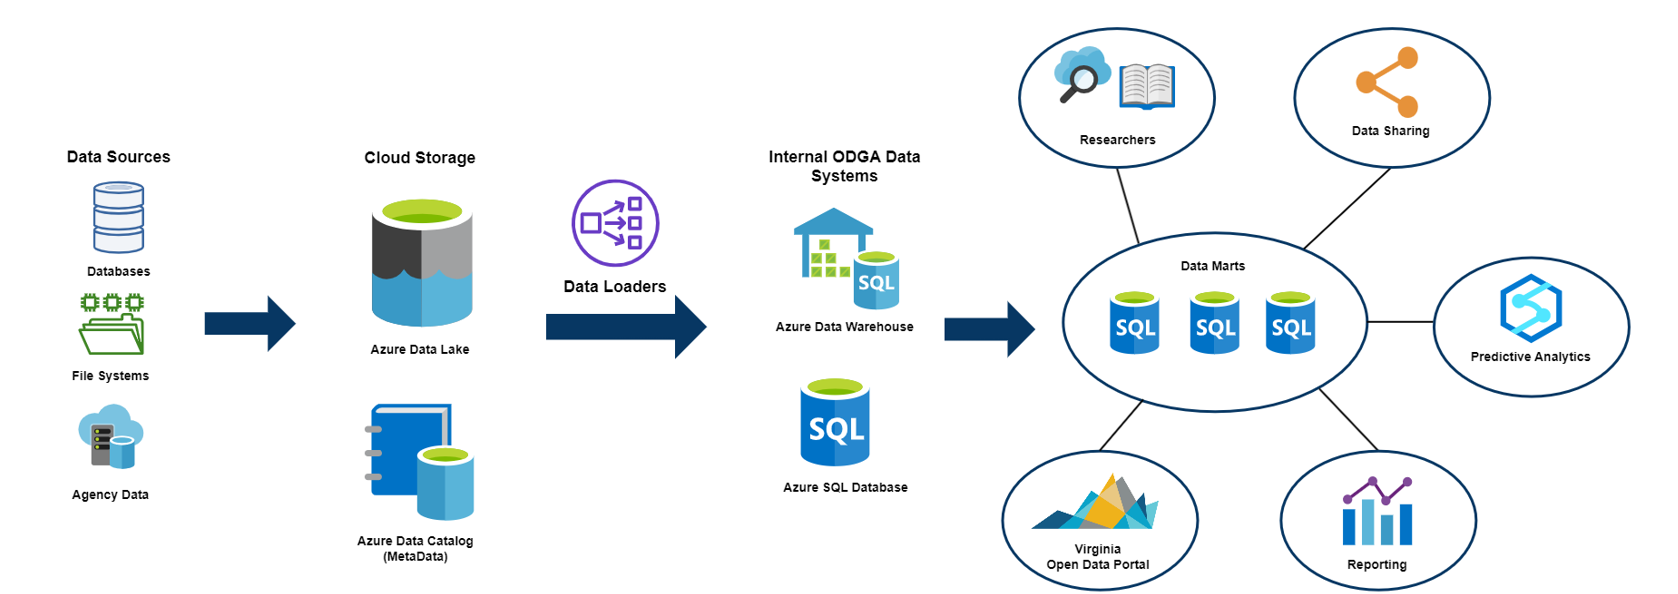 Data Sources
Databases
File Systems
Agency Data
Cloud Storage
Azure Data Lake
Azure Data Catalog
(MetaData)
Data Loaders
Internal ODGA Data
Systems
SQL
Azure Data Warehouse
SQL
Azure SQL Database
Data Marts
SQL SQL SQL
Researchers
Data Sharing
Predictive Analytics
Virginia
Open Data Portal
Reporting